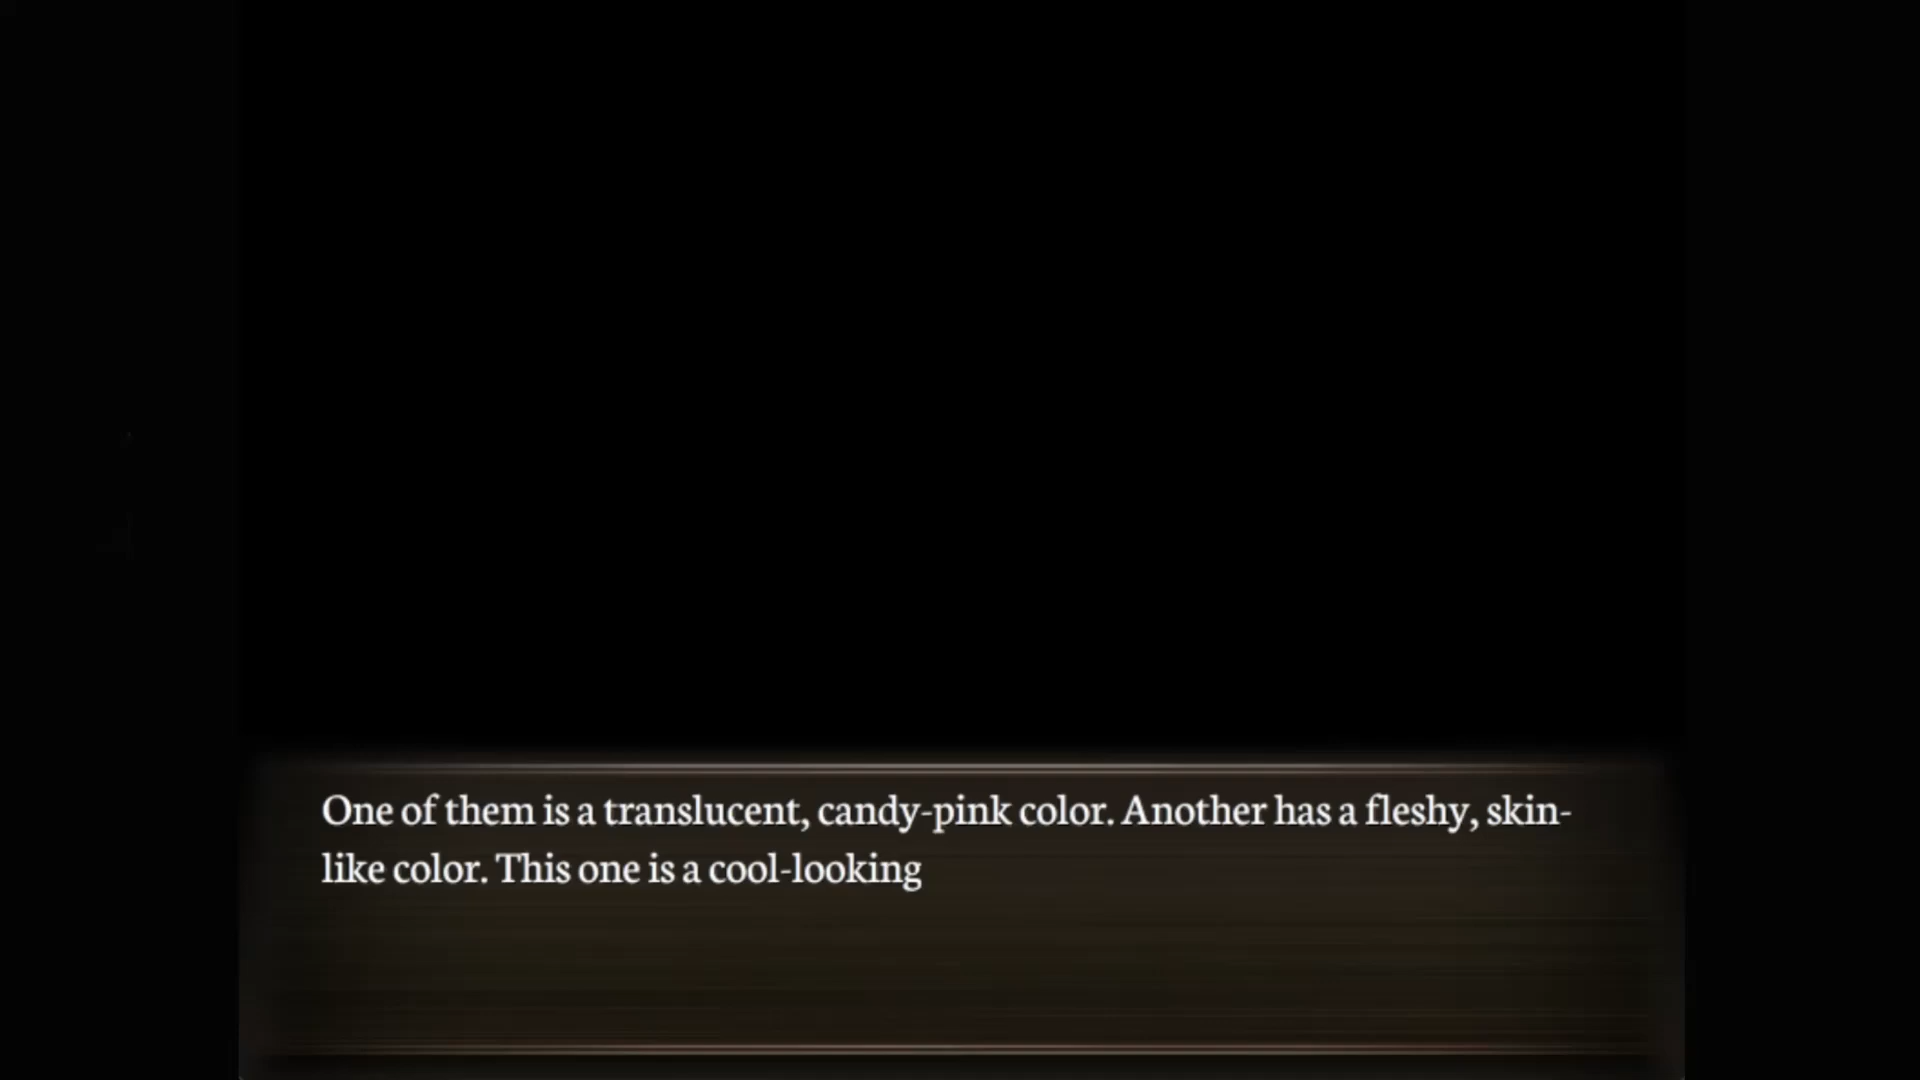 One of them is a translucent, candy-pink color. Another has a fleshy, skin-
like color. This one is a cool-looking